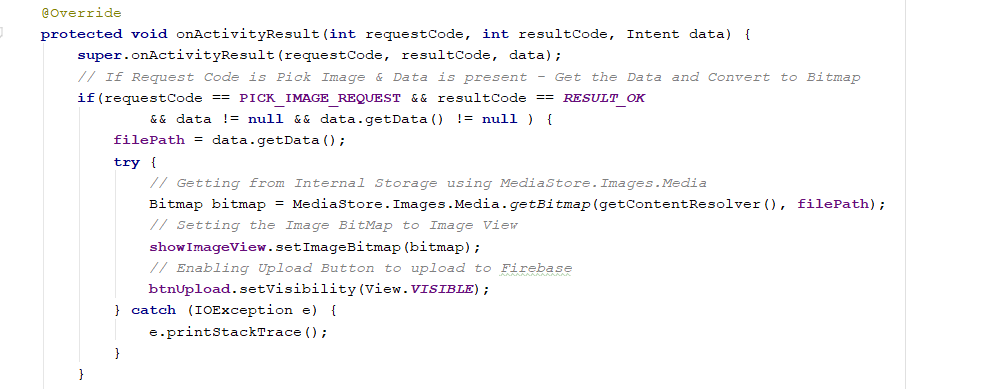 @Override
protected void onActivityResult(int requestCode, int resultCode, Intent data) {
super.onActivityResult(requestCode, resultCode, data);
// If Request Code is Pick Image & Data is present - Get the Data and Convert to Bitmap
if(requestCode == PICK_IMAGE_REQUEST && resultCode == RESULT_OK
&& data != null && data.getData() != null ) {
filePath = data.getData();
try {
// Getting from Internal Storage using MediaStore.Images.Media
Bitmap bitmap = MediaStore.Images.Media.getBitmap(getContentResolver(), filePath);
// Setting the Image BitMap to Image View
showImageView.setImageBitmap(bitmap);
// Enabling Upload Button to upload to Firebase
btnUpload.setVisibility(View.VISIBLE);
} catch (IOException e) {
e.printStackTrace();
}
}